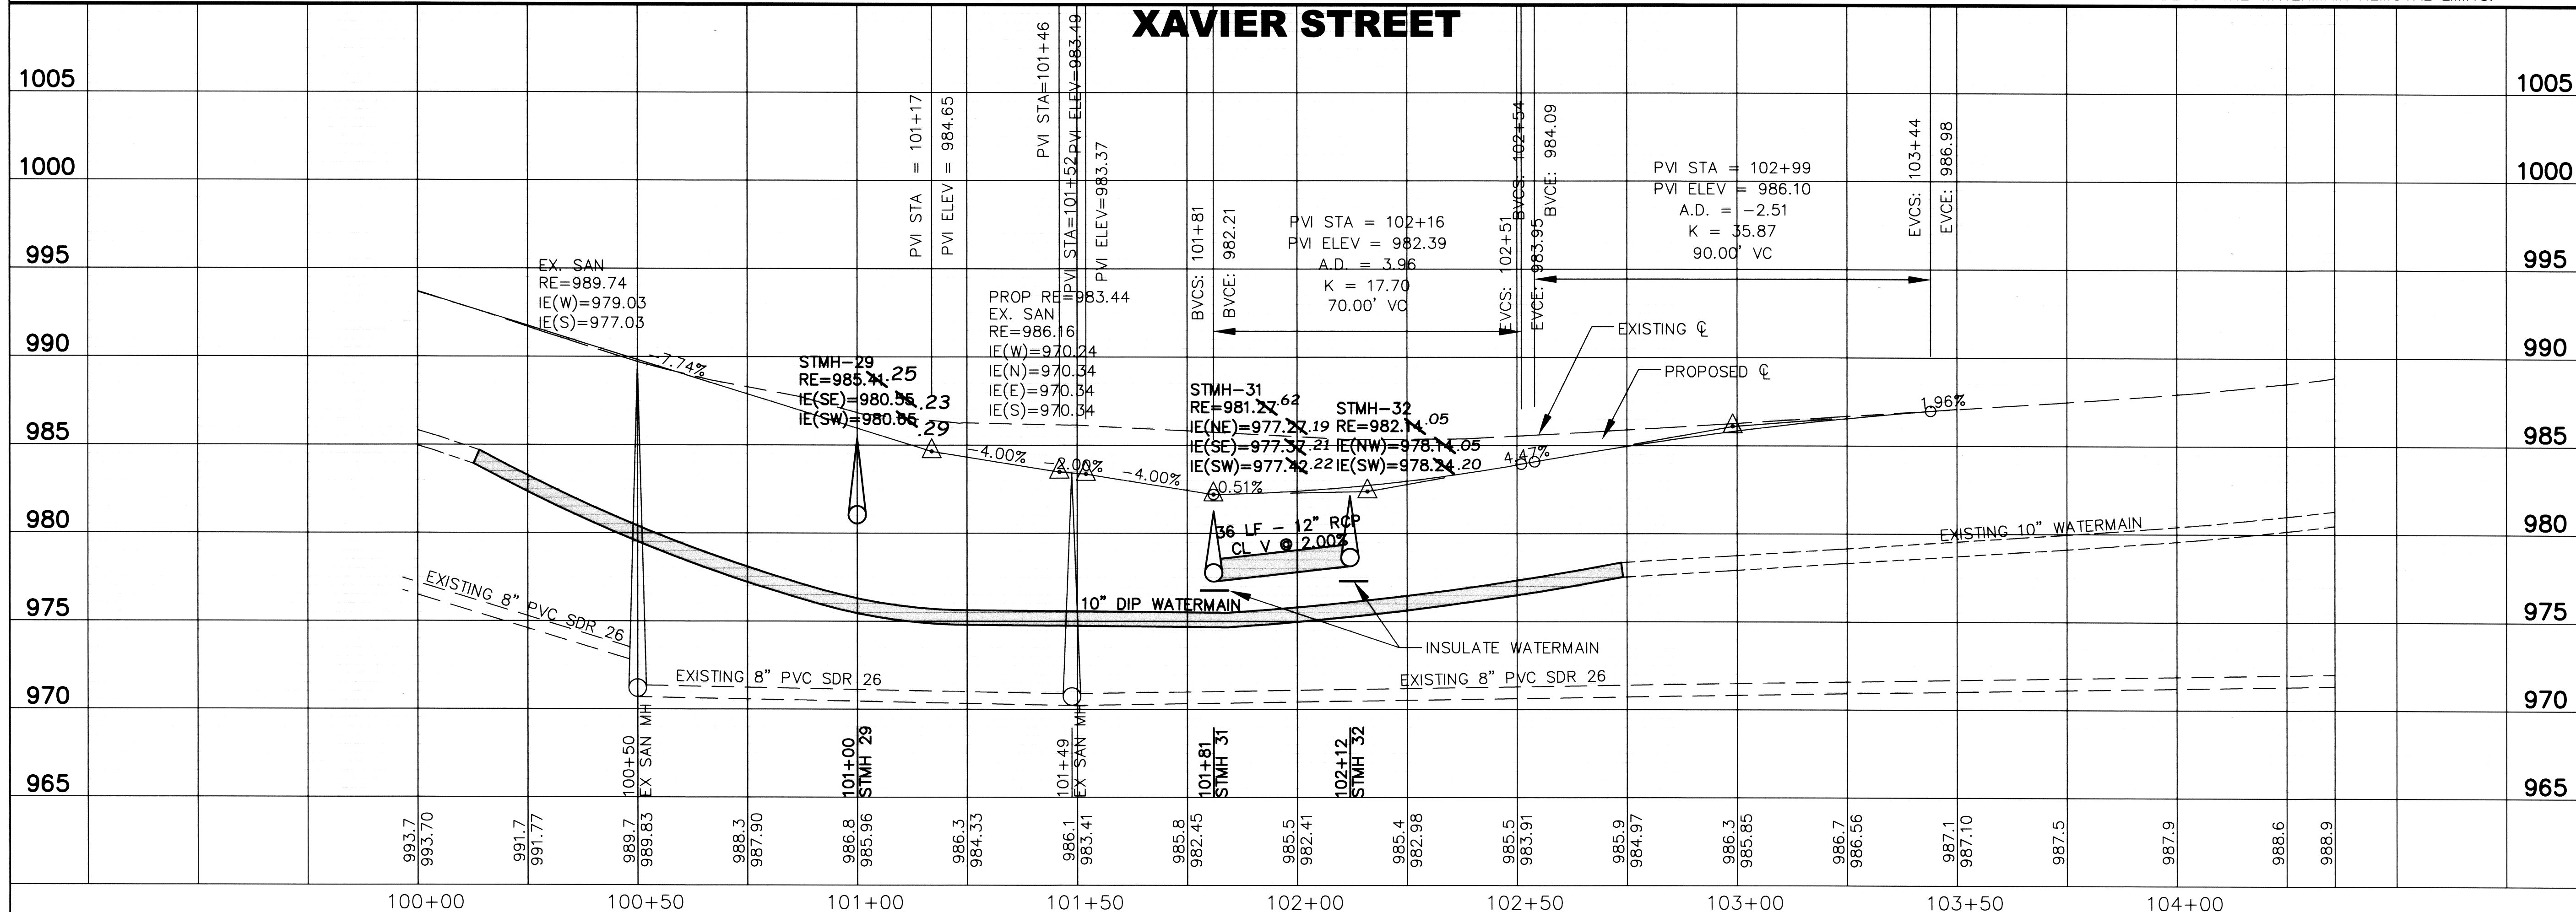 XAVIER STREET
1005
1000
995
990
985
980
975
970
965
1005
1000
995
990
985
980
975
970
965
EX. SAN
RE=989.74
IE(W)=979.03
IE(S)=977.03
-7.74%
STMH-29
RE=985.41 .25
IE(SE)=980.55 .23
IE(SW)=980.65 .29
PVI STA = 101+17
PVI ELEV = 984.65
PROP RE=983.44
EX. SAN
RE=986.16
IE(W)=970.24
IE(N)=970.34
IE(E)=970.34
IE(S)=970.34
PVI STA=101+46
PVI ELEV=983.49
PVI STA=101+52
PVI ELEV=983.37
-4.00%
-2.00%
-4.00%
0.51%
BVCS: 101+81
BVCE: 982.21
PVI STA = 102+16
PVI ELEV = 982.39
A.D. = 3.96
K = 17.70
70.00' VC
EVCS: 102+51
EVCE: 983.95
BVCS: 102+54
BVCE: 984.09
PVI STA = 102+99
PVI ELEV = 986.10
A.D. = -2.51
K = 35.87
90.00' VC
EVCS: 103+44
EVCE: 986.98
EXISTING ℄
PROPOSED ℄
STMH-31
RE=981.27 .62
IE(NE)=977.27 .19
IE(SE)=977.37 .21
IE(SW)=977.42 .22
STMH-32
RE=982.14 .05
IE(NW)=978.14 .05
IE(SW)=978.24 .20
4.47%
1.96%
36 LF - 12" RCP
CL V @ 2.00%
EXISTING 10" WATERMAIN
10" DIP WATERMAIN
INSULATE WATERMAIN
EXISTING 8" PVC SDR 26
EXISTING 8" PVC SDR 26
EXISTING 8" PVC SDR 26
100+50
EX SAN MH
101+00
STMH 29
101+49
EX SAN MH
101+81
STMH 31
102+12
STMH 32
993.7
993.70
991.7
991.77
989.7
989.83
988.3
987.90
986.8
985.96
986.3
984.33
986.1
983.41
985.8
982.45
985.5
982.41
985.4
982.98
985.5
983.91
985.9
984.97
986.3
985.85
986.7
986.56
987.1
987.10
987.5
987.9
988.6
988.9
100+00
100+50
101+00
101+50
102+00
102+50
103+00
103+50
104+00